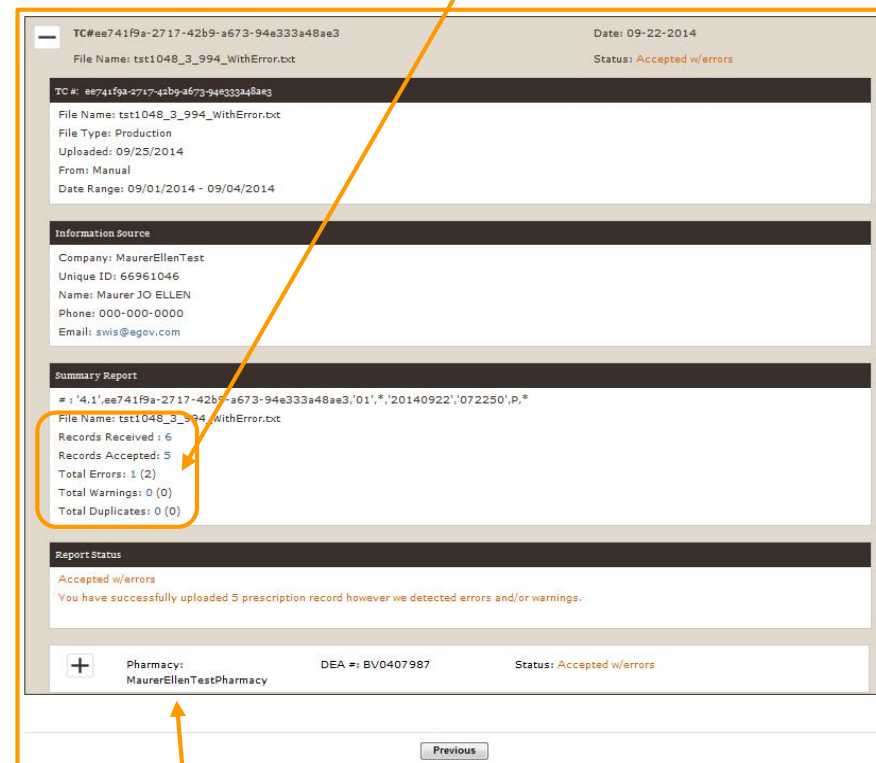 TC#ee741f9a-2717-42b9-a673-94e333a48ae3 Date: 09-22-2014
File Name: tst1048_3_994_WithError.txt Status: Accepted w/errors
TC #: ee741f9a-2717-42b9-a673-94e333a48ae3
File Name: tst1048_3_994_WithError.txt
File Type: Production
Uploaded: 09/25/2014
From: Manual
Date Range: 09/01/2014 - 09/04/2014
Information Source
Company: MaurerEllenTest
Unique ID: 66961046
Name: Maurer JO ELLEN
Phone: 000-000-0000
Email: swis@egov.com
Summary Report
# : '4.1',ee741f9a-2717-42b9-a673-94e333a48ae3,'01',*,'20140922','072250',P,*
File Name: tst1048_3_994_WithError.txt
Records Received : 6
Records Accepted: 5
Total Errors: 1 (2)
Total Warnings: 0 (0)
Total Duplicates: 0 (0)
Report Status
Accepted w/errors
You have successfully uploaded 5 prescription record however we detected errors and/or warnings.
Pharmacy: DEA #: BV0407987 Status: Accepted w/errors
MaurerEllenTestPharmacy
Previous